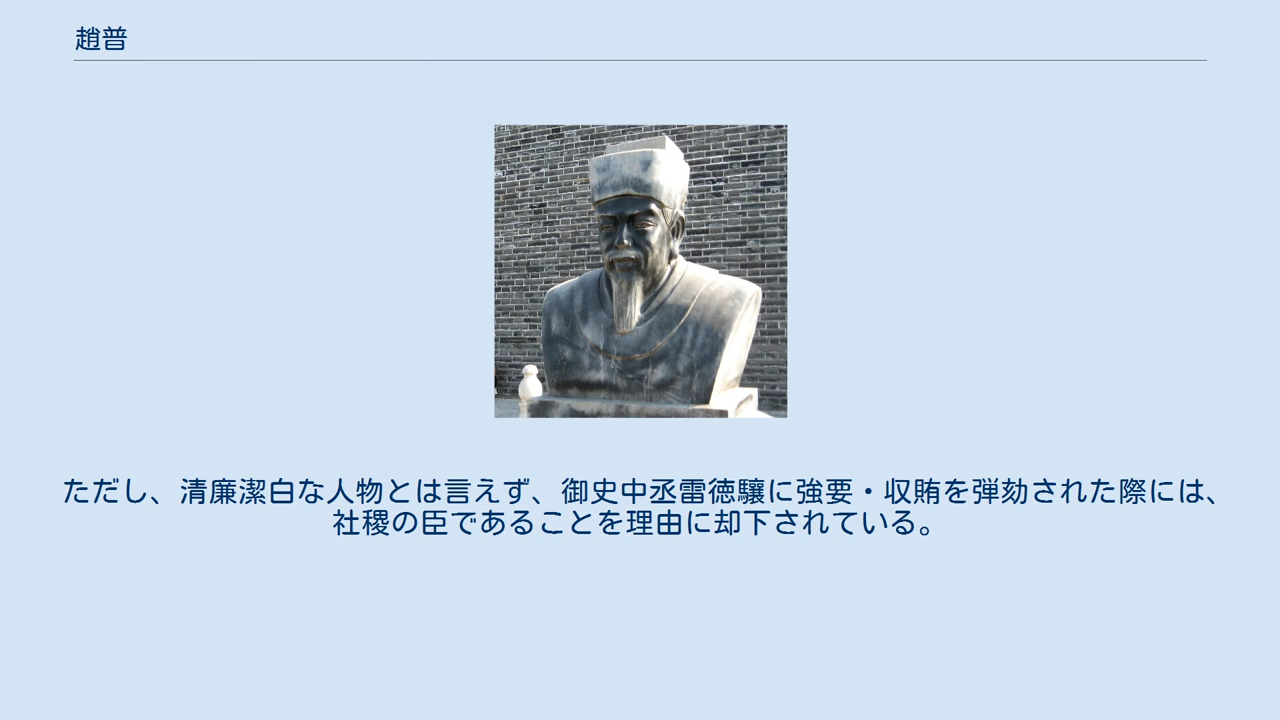 趙普
ただし、清廉潔白な人物とは言えず、御史中丞雷徳驤に強要・収賄を弾劾された際には、
社稷の臣であることを理由に却下されている。